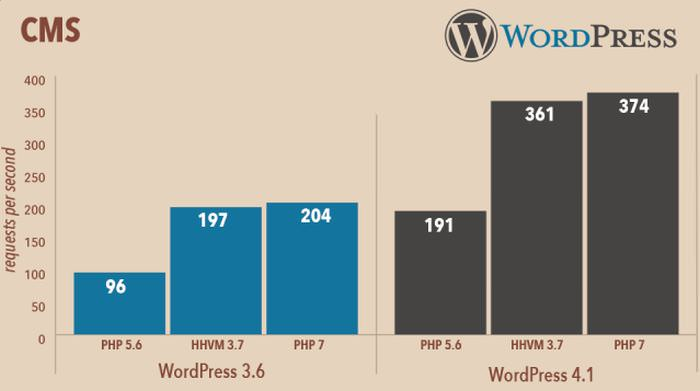 CMS
WORDPRESS
requests per second
400
350
300
250
200
150
100
50
0
96
197
204
191
361
374
PHP 5.6
HHVM 3.7
PHP 7
PHP 5.6
HHVM 3.7
PHP 7
WordPress 3.6
WordPress 4.1